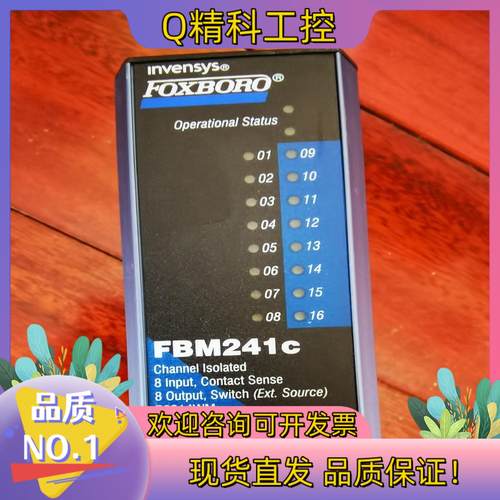 Q精科工控
invensys®
FOXBORO®
Operational Status
01 09
02 10
03 11
04 12
05 13
06 14
07 15
08 16
FBM241c
Channel Isolated
8 Input, Contact Sense
8 Output, Switch (Ext. Source)
品质
NO.1
欢迎咨询可开发票
现货直发 品质保证！